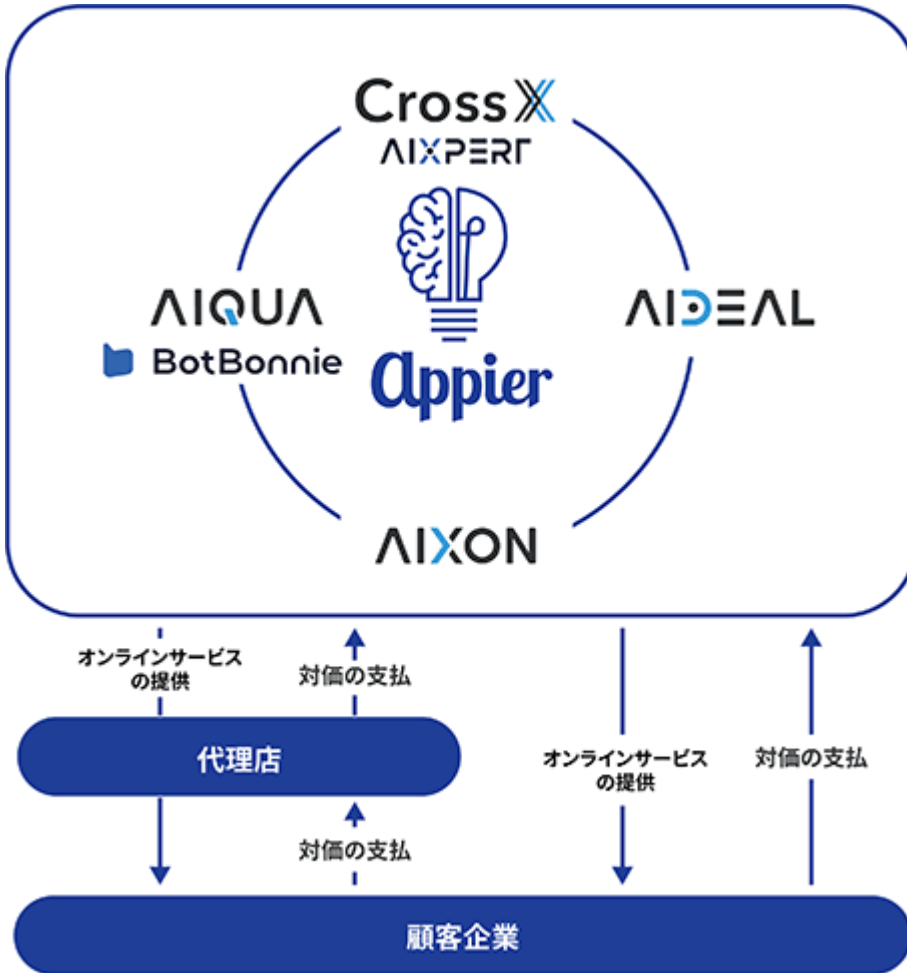 CrossX
AIXPERT
AIQUA
BotBonnie
AIDEAL
Appier
AIXON
オンラインサービス
の提供
対価の支払
代理店
対価の支払
オンラインサービス
の提供
対価の支払
顧客企業